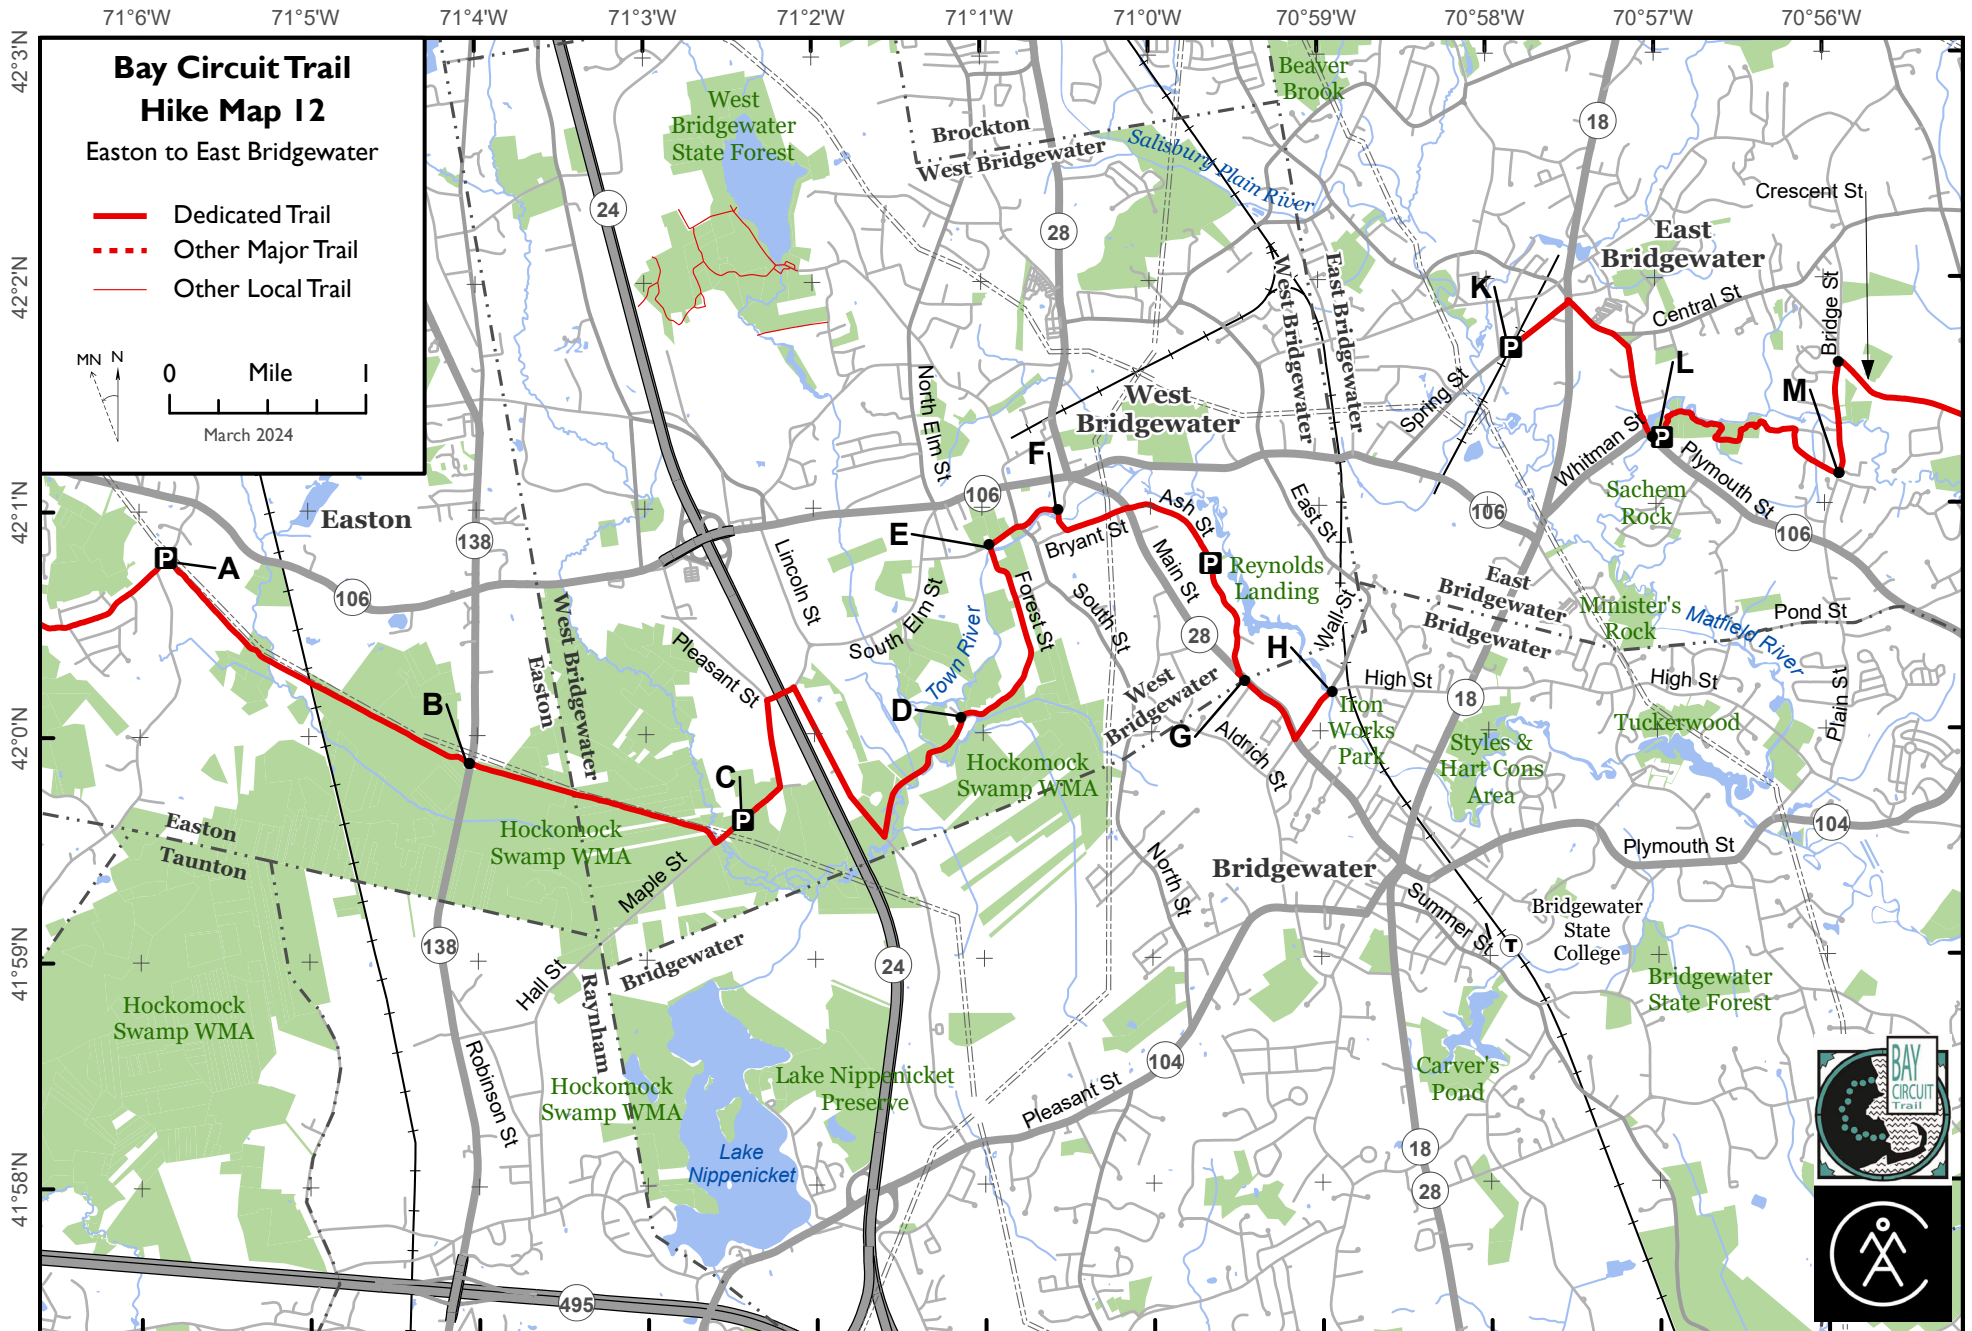 71°6'W
71°5'W
71°4'W
71°3'W
71°2'W
71°1'W
71°0'W
70°59'W
70°58'W
70°57'W
70°56'W
42°3'N
42°2'N
42°1'N
42°0'N
41°59'N
41°58'N
Bay Circuit Trail
Hike Map 12
Easton to East Bridgewater
Dedicated Trail
Other Major Trail
Other Local Trail
MN
N
0
Mile
1
March 2024
West
Bridgewater
State Forest
Brockton
West Bridgewater
Beaver
Brook
Salisbury Plain River
24
28
18
Crescent St
East
Bridgewater
Central St
Bridge St
West Bridgewater
East Bridgewater
K
P
L
P
M
Spring St
Whitman St
Plymouth St
Sachem
Rock
106
North Elm St
West
Bridgewater
F
106
E
Bryant St
Ash St
East St
106
Easton
138
A
P
106
Lincoln St
South Elm St
Forest St
South St
Main St
P
Reynolds
Landing
Wall St
East
Bridgewater
Bridgewater
Minister's
Rock
Matfield River
Pond St
West Bridgewater
Easton
Pleasant St
Town River
28
H
High St
High St
18
Plain St
B
D
West
Bridgewater
G
Aldrich St
Iron
Works
Park
Styles &
Hart Cons
Area
Tuckerwood
C
P
Hockomock
Swamp WMA
Hockomock
Swamp WMA
Easton
Taunton
Maple St
North St
Bridgewater
Plymouth St
104
Summer St
T
Bridgewater
State
College
138
Hall St
Bridgewater
Raynham
24
Hockomock
Swamp WMA
Bridgewater
State Forest
Robinson St
Hockomock
Swamp WMA
Lake Nippenicket
Preserve
Pleasant St
104
Carver's
Pond
Lake
Nippenicket
18
28
495
BAY
CIRCUIT
Trail